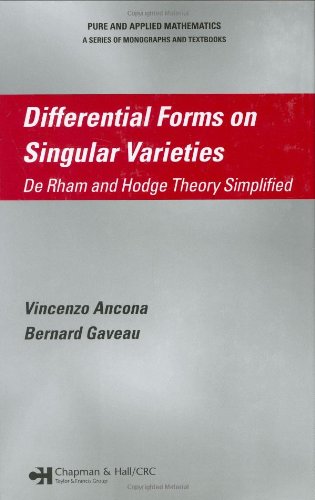 PURE AND APPLIED MATHEMATICS
A SERIES OF MONOGRAPHS AND TEXTBOOKS
Differential Forms on
Singular Varieties
De Rham and Hodge Theory Simplified
Vincenzo Ancona
Bernard Gaveau
Chapman & Hall/CRC
Taylor & Francis Group